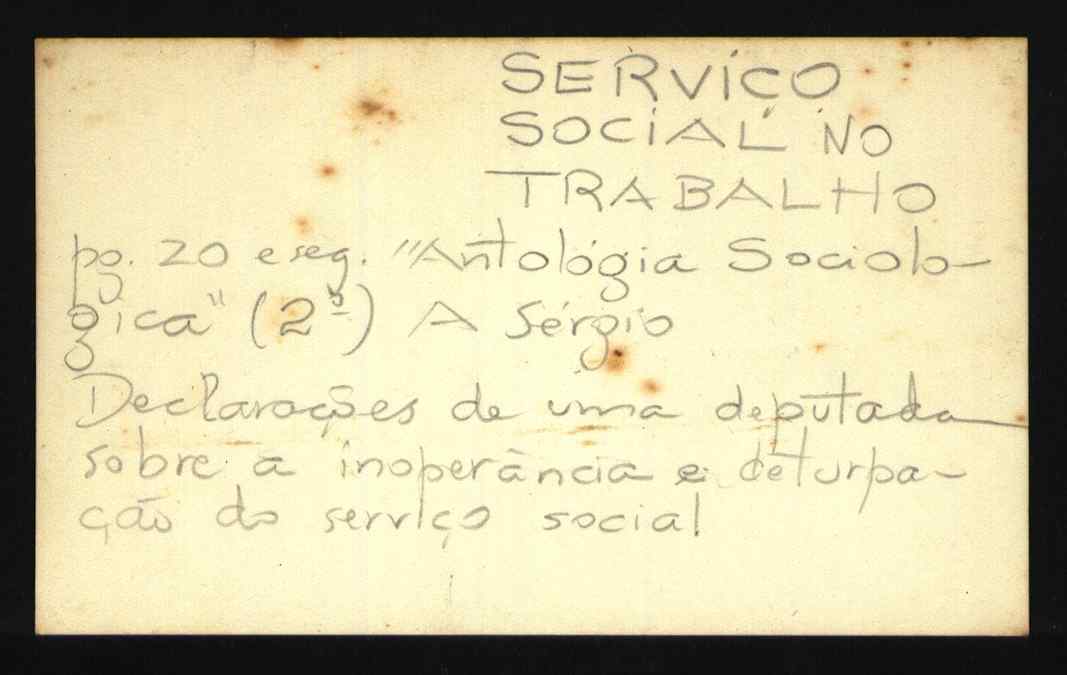 SERVIÇO
SOCIAL NO
TRABALHO
pg. 20 e seg. "Antológia Sociolo-
gica" (2ª) A Sérgio
Declarações de uma deputada
sobre a inoperância e deturpa-
ção do serviço social